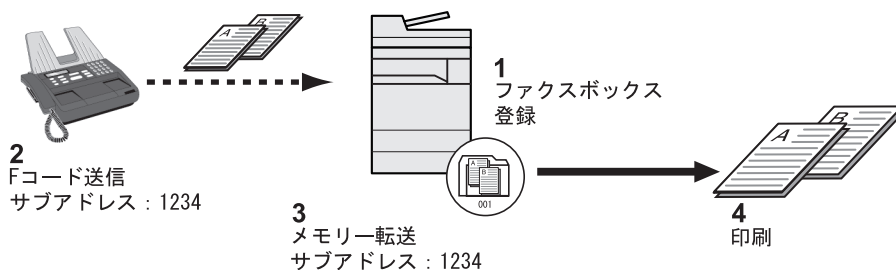 A
B
1
ファクスボックス
登録
2
Fコード送信
サブアドレス：1234
A
B
001
3
メモリー転送
サブアドレス：1234
A
B
4
印刷